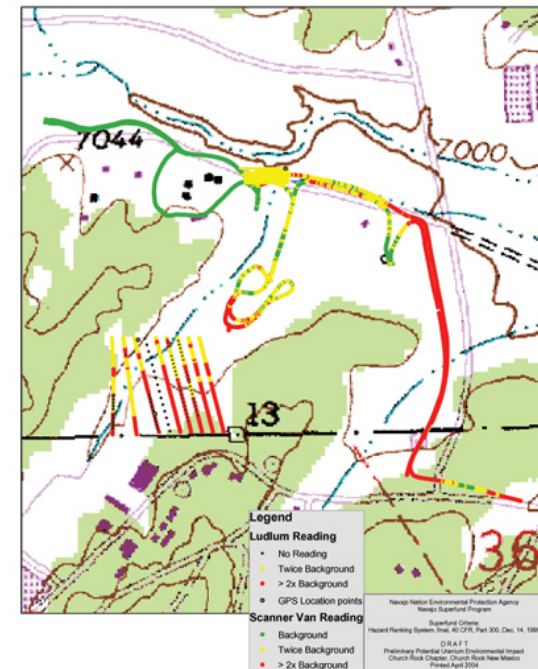 7044
7000
13
36
Legend
Ludlum Reading
No Reading
Twice Background
> 2x Background
GPS Location points
Scanner Van Reading
Background
Twice Background
> 2x Background
Navajo Nation Environmental Protection Agency
Navajo Superfund Program
Superfund Criteria:
Hazard Ranking System, final, 40 CFR, Part 300, Dec. 14, 199
D R A F T
Preliminary Potential Uranium Environmental Impact
Church Rock Chapter, Church Rock New Mexico
Printed April 2004